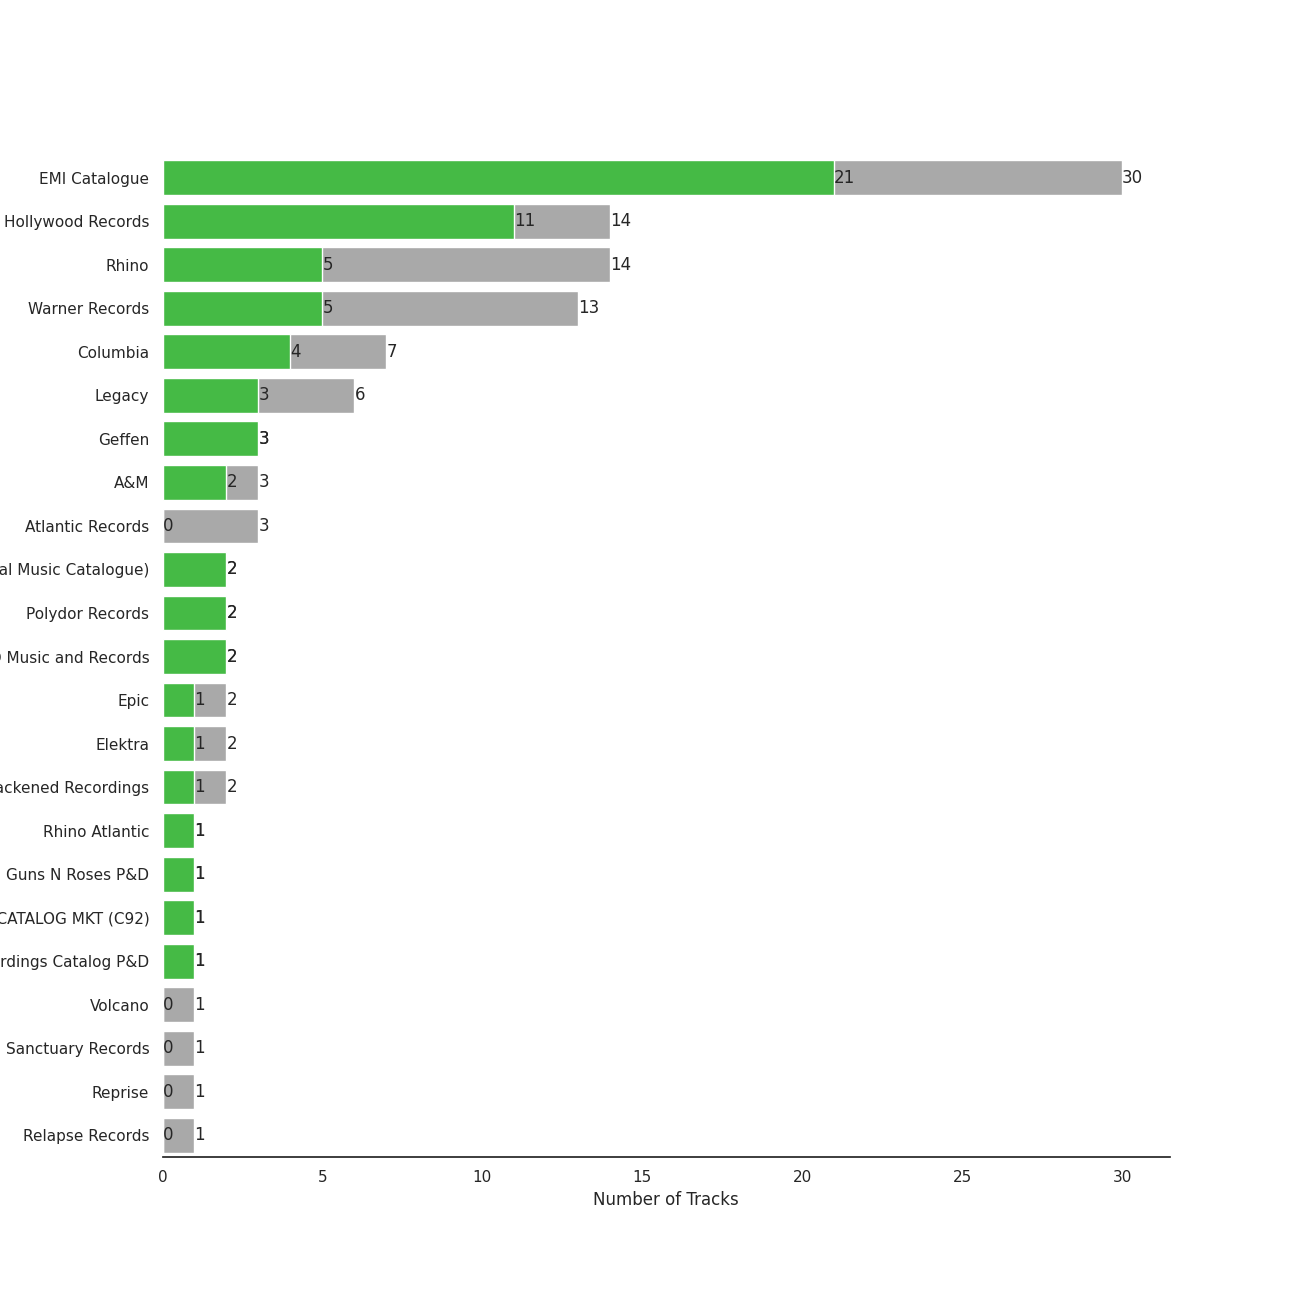 EMI Catalogue 21 30
Hollywood Records 11 14
Rhino 5 14
Warner Records 5 13
Columbia 4 7
Legacy 3 6
Geffen 3
A&M 2 3
Atlantic Records 0 3
al Music Catalogue) 2
Polydor Records 2
Music and Records 2
Epic 1 2
Elektra 1 2
ackened Recordings 1 2
Rhino Atlantic 1
Guns N Roses P&D 1
CATALOG MKT (C92) 1
rdings Catalog P&D 1
Volcano 0 1
Sanctuary Records 0 1
Reprise 0 1
Relapse Records 0 1
0 5 10 15 20 25 30
Number of Tracks